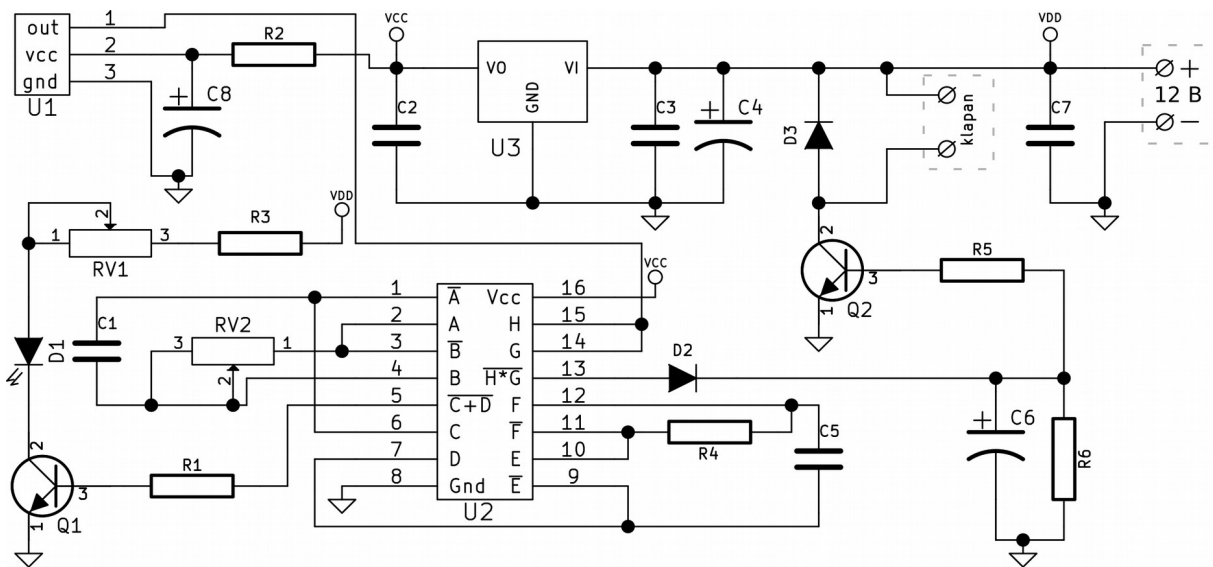 out 1
vcc 2
gnd 3
U1
R2
C8
VCC
C2
VO VI
GND
U3
C3
C4
D3
klapan
VDD
C7
+
12 В
−
2
1 3
RV1
R3
VDD
D1
C1
RV2
3 1
2
R1
2
3
1
Q1
1 A Vcc 16
2 A H 15
3 B G 14
4 B H*G 13
5 C+D F 12
6 C F 11
7 D E 10
8 Gnd E 9
U2
VCC
D2
R4
C5
2
3
1
Q2
R5
C6
R6